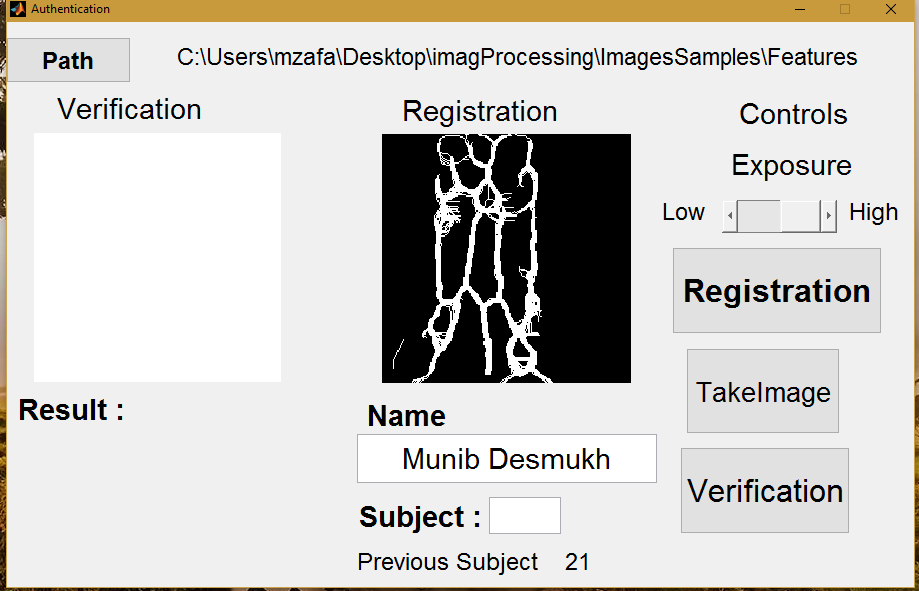 Authentication
Path
C:\Users\mzafa\Desktop\imagProcessing\ImagesSamples\Features
Verification
Registration
Controls
Exposure
Low
High
Registration
TakeImage
Verification
Result :
Name
Munib Desmukh
Subject :
Previous Subject 21